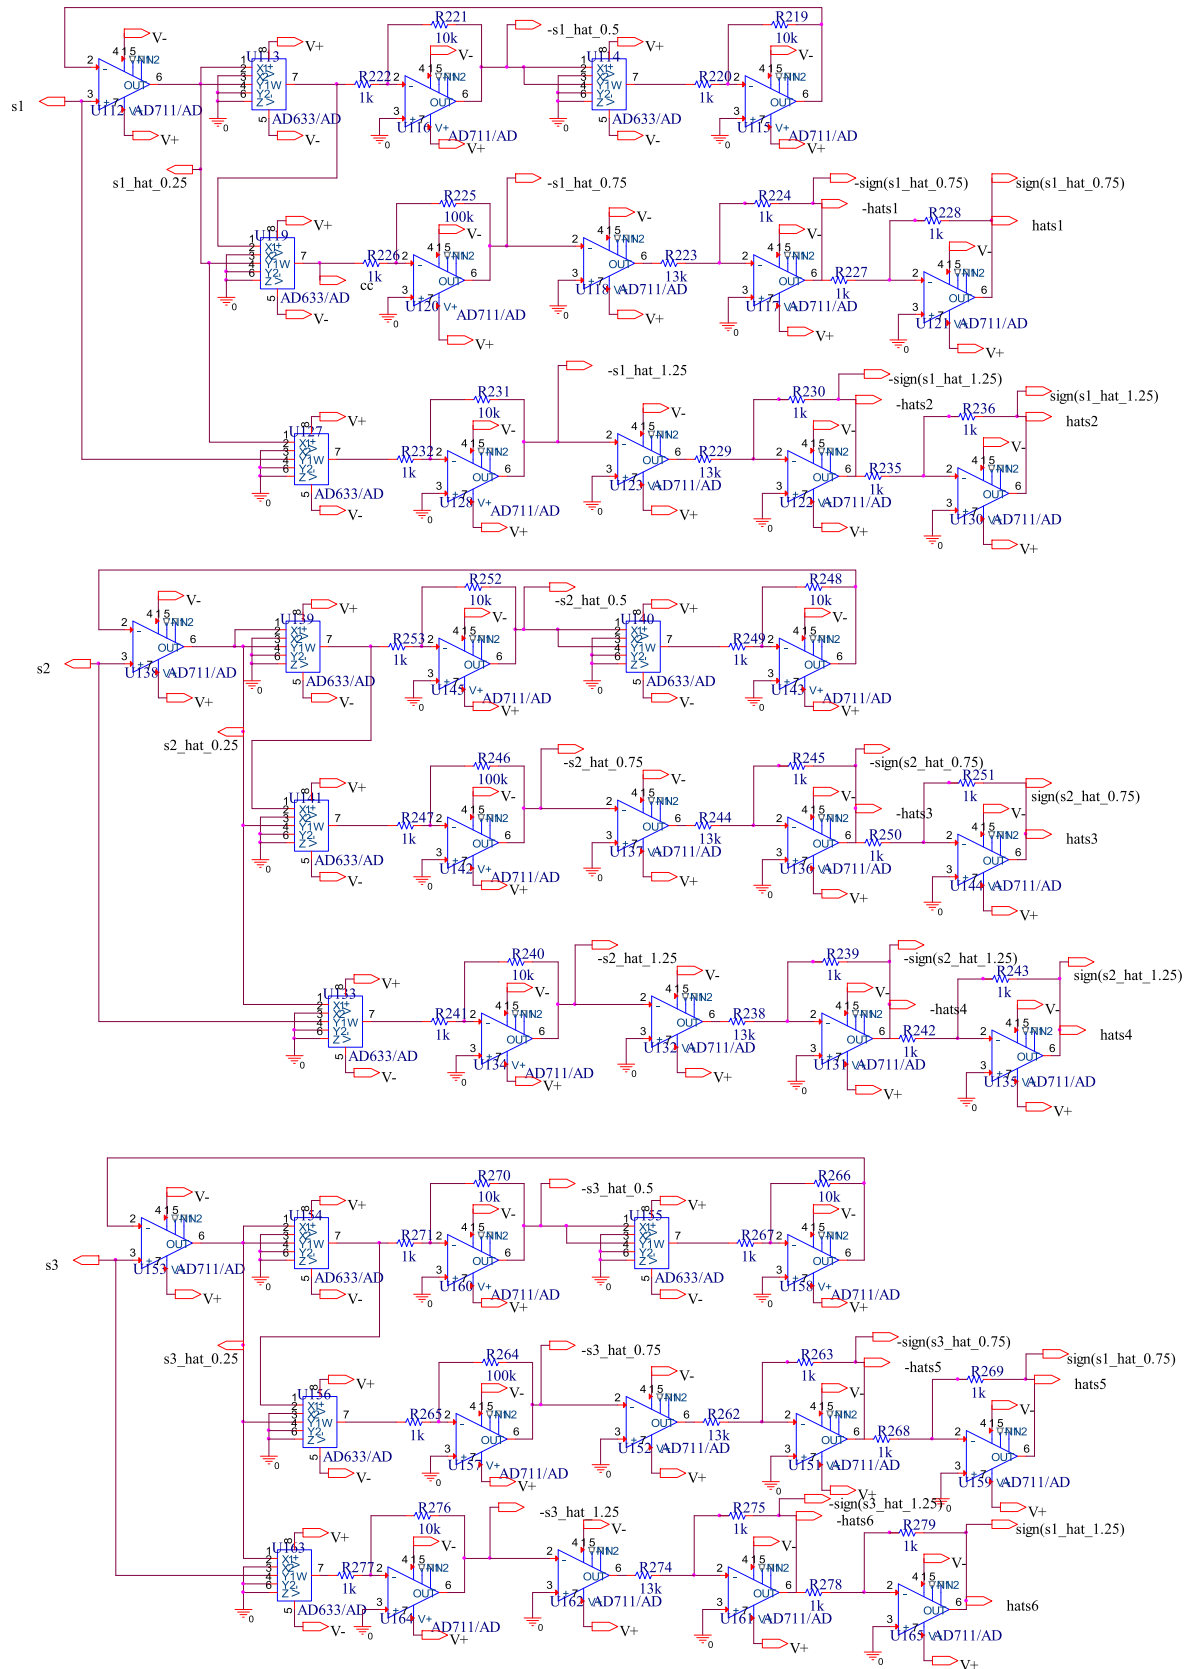 R221
10k
-s1_hat_0.5
R219
10k
V-
V+
U113
V-
V+
U114
V-
s1
U112
AD711/AD
V+
AD633/AD
V-
R222
1k
U116
AD711/AD
V+
AD633/AD
V-
R220
1k
U115
AD711/AD
V+
s1_hat_0.25
R225
100k
-s1_hat_0.75
R224
1k
-sign(s1_hat_0.75)
-hats1
R228
1k
sign(s1_hat_0.75)
hats1
U119
V+
AD633/AD
V-
R226
1k
cc
V-
U120
AD711/AD
V+
V-
U118
AD711/AD
V+
R223
13k
V-
U117
AD711/AD
V+
R227
1k
V-
U121
AD711/AD
V+
R231
10k
-s1_hat_1.25
R230
1k
-sign(s1_hat_1.25)
-hats2
R236
1k
sign(s1_hat_1.25)
hats2
U127
V+
AD633/AD
V-
R232
1k
V-
U128
AD711/AD
V+
V-
U123
AD711/AD
V+
R229
13k
V-
U122
AD711/AD
V+
R235
1k
V-
U130
AD711/AD
V+
R252
10k
-s2_hat_0.5
R248
10k
V-
V+
U139
V-
V+
U140
V-
s2
U138
AD711/AD
V+
AD633/AD
V-
R253
1k
U145
AD711/AD
V+
AD633/AD
V-
R249
1k
U143
AD711/AD
V+
s2_hat_0.25
R246
100k
-s2_hat_0.75
R245
1k
-sign(s2_hat_0.75)
-hats3
R251
1k
sign(s2_hat_0.75)
hats3
U141
V+
AD633/AD
V-
R247
1k
V-
U142
AD711/AD
V+
V-
U137
AD711/AD
V+
R244
13k
V-
U136
AD711/AD
V+
R250
1k
V-
U144
AD711/AD
V+
R240
10k
-s2_hat_1.25
R239
1k
-sign(s2_hat_1.25)
-hats4
R243
1k
sign(s2_hat_1.25)
hats4
U133
V+
AD633/AD
V-
R241
1k
V-
U134
AD711/AD
V+
V-
U132
AD711/AD
V+
R238
13k
V-
U131
AD711/AD
V+
R242
1k
V-
U135
AD711/AD
V+
R270
10k
-s3_hat_0.5
R266
10k
V-
V+
U154
V-
V+
U155
V-
s3
U153
AD711/AD
V+
AD633/AD
V-
R271
1k
U160
AD711/AD
V+
AD633/AD
V-
R267
1k
U158
AD711/AD
V+
s3_hat_0.25
R264
100k
-s3_hat_0.75
R263
1k
-sign(s3_hat_0.75)
-hats5
R269
1k
sign(s1_hat_0.75)
hats5
U156
V+
AD633/AD
V-
R265
1k
V-
U157
AD711/AD
V+
V-
U152
AD711/AD
V+
R262
13k
V-
U151
AD711/AD
V+
R268
1k
V-
U159
AD711/AD
V+
R276
10k
-s3_hat_1.25
R275
1k
-sign(s3_hat_1.25)
-hats6
R279
1k
sign(s1_hat_1.25)
hats6
U163
V+
AD633/AD
V-
R277
1k
V-
U164
AD711/AD
V+
V-
U162
AD711/AD
V+
R274
13k
V-
U161
AD711/AD
V+
R278
1k
V-
U165
AD711/AD
V+